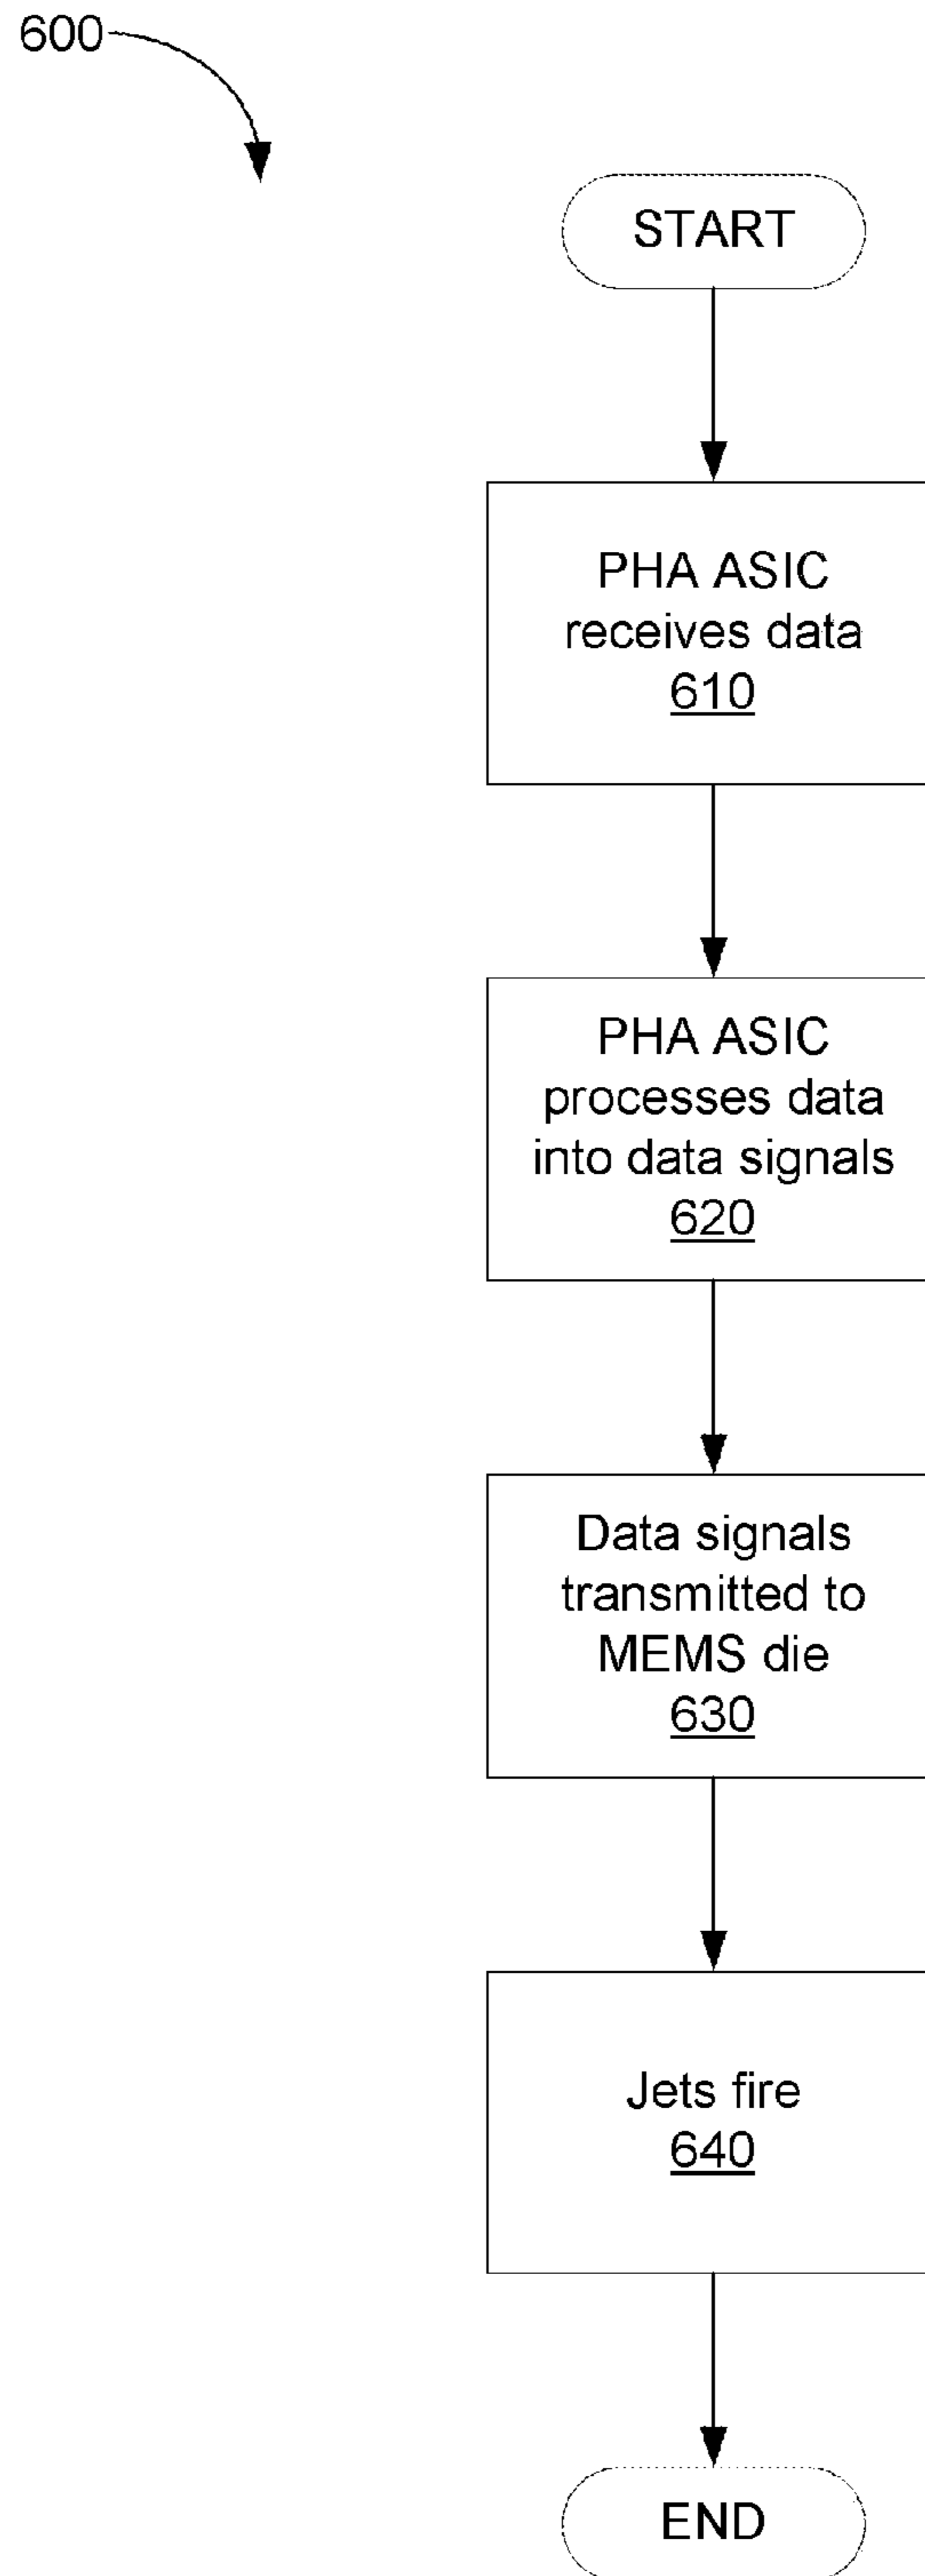 600
START
PHA ASIC
receives data
610
PHA ASIC
processes data
into data signals
620
Data signals
transmitted to
MEMS die
630
Jets fire
640
END